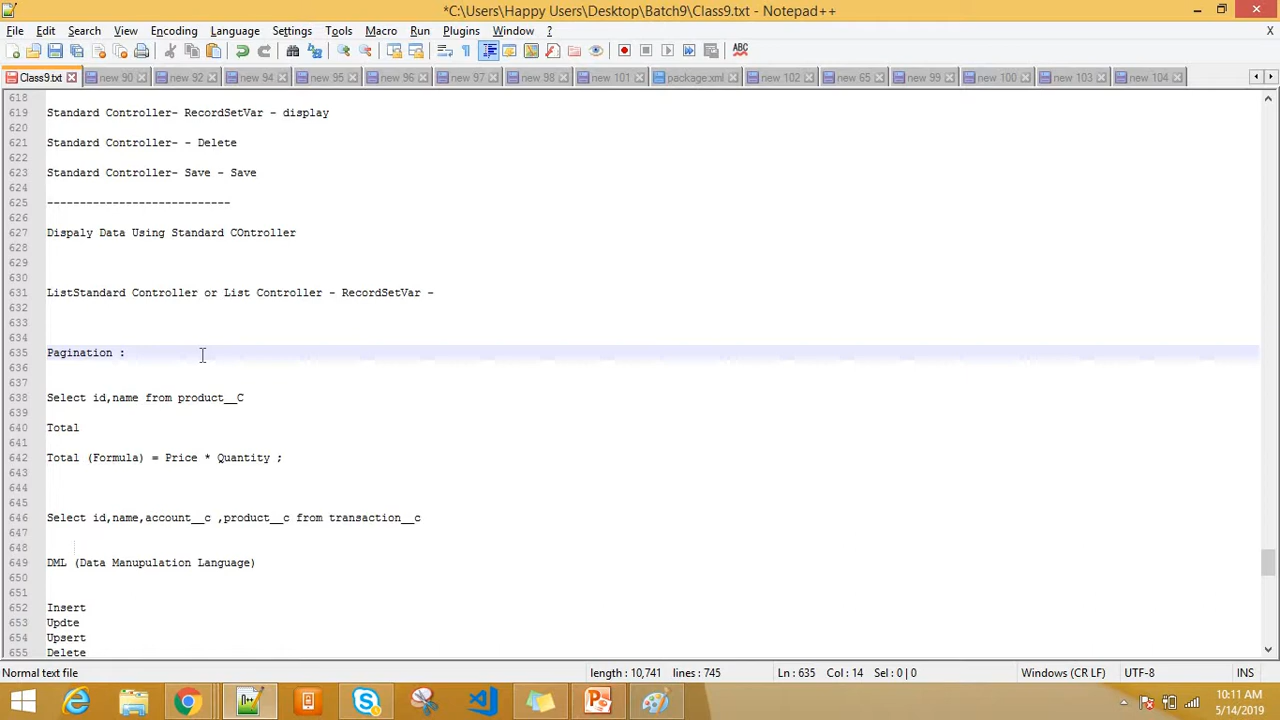 *C:\Users\Happy Users\Desktop\Batch9\Class9.txt - Notepad++
File Edit Search View Encoding Language Settings Tools Macro Run Plugins Window ?
X
Class9.txt new 90 new 92 new 94 new 95 new 96 new 97 new 98 new 101 package.xml new 102 new 65 new 99 new 100 new 103 new 104
618
619 Standard Controller- RecordSetVar - display
620
621 Standard Controller- - Delete
622
623 Standard Controller- Save - Save
624
625 ----------------------------
626
627 Dispaly Data Using Standard COntroller
628
629
630
631 ListStandard Controller or List Controller - RecordSetVar -
632
633
634
635 Pagination :
636
637
638 Select id,name from product__C
639
640 Total
641
642 Total (Formula) = Price * Quantity ;
643
644
645
646 Select id,name,account__c ,product__c from transaction__c
647
648
649 DML (Data Manupulation Language)
650
651
652 Insert
653 Updte
654 Upsert
655 Delete
Normal text file length : 10,741 lines : 745 Ln : 635 Col : 14 Sel : 0 | 0 Windows (CR LF) UTF-8 INS
10:11 AM
5/14/2019